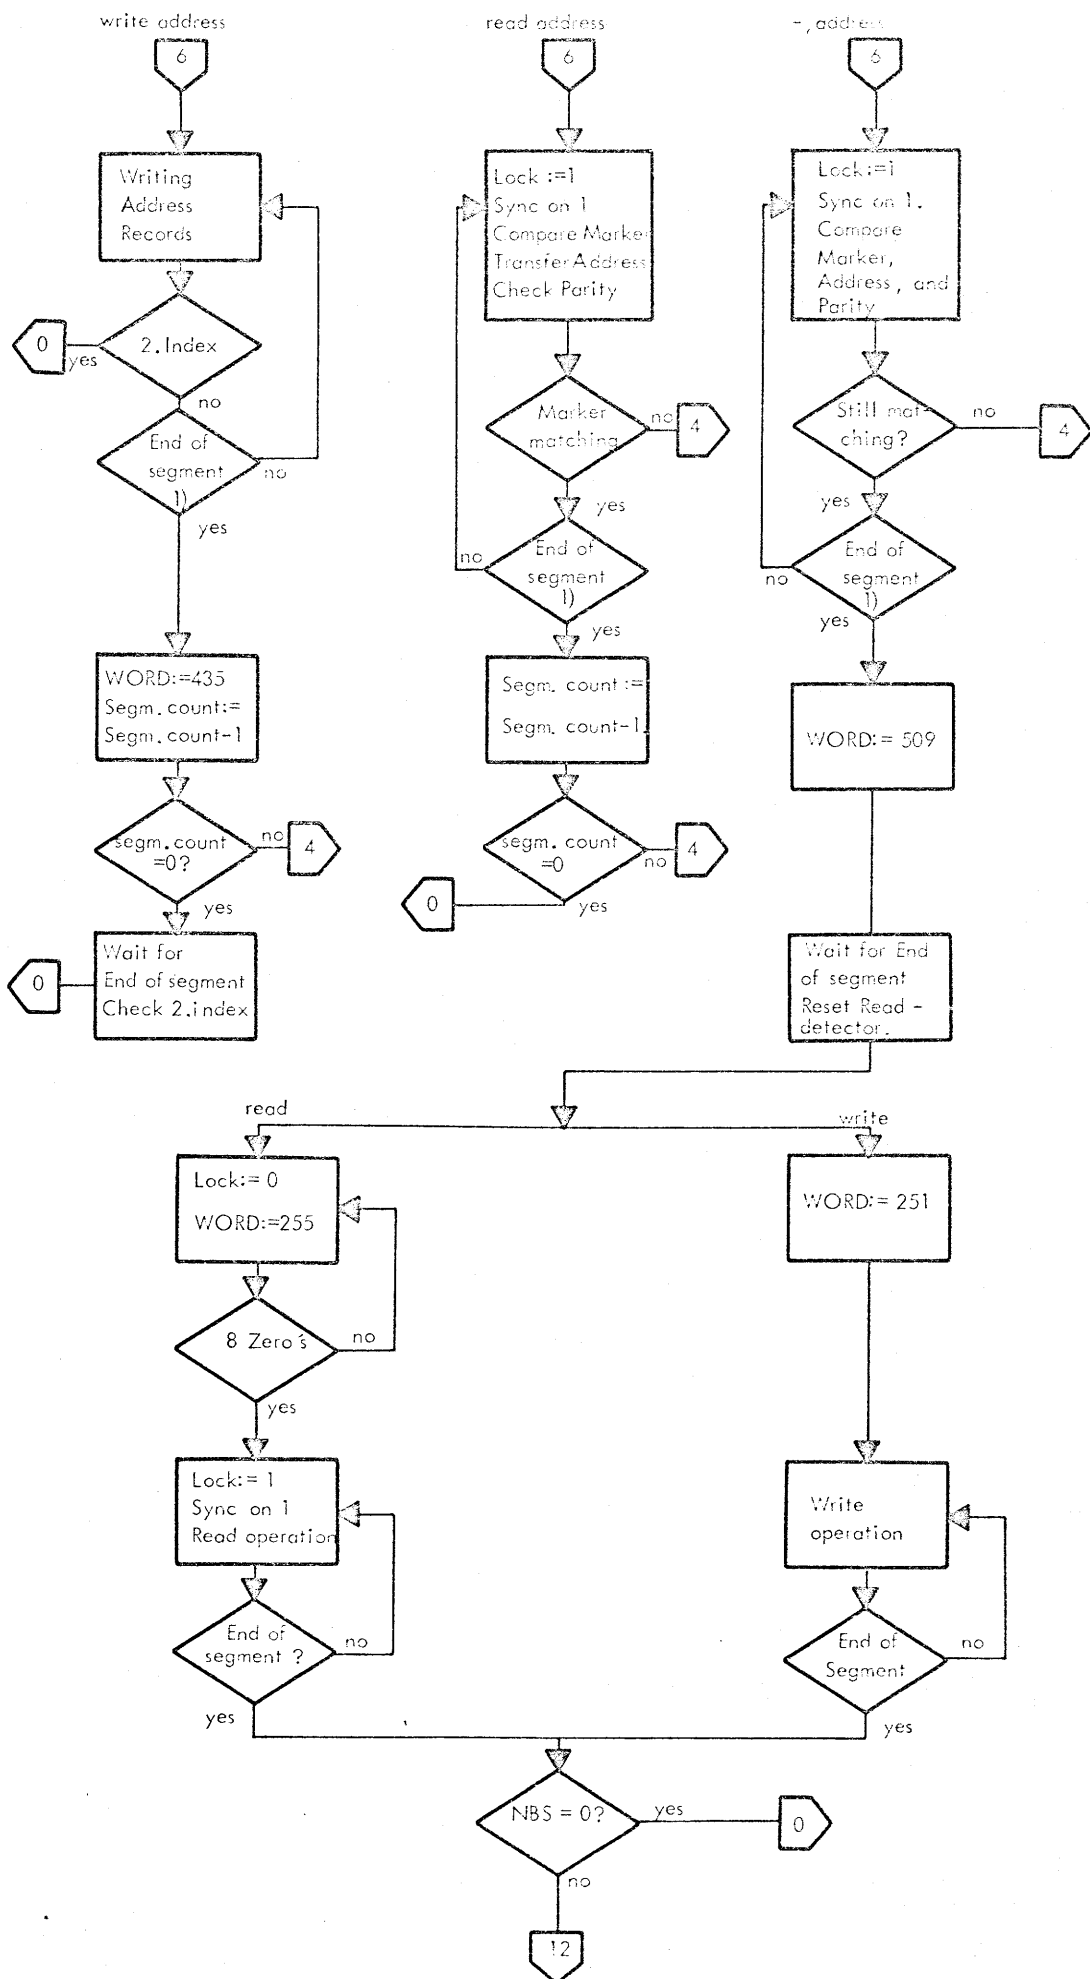 write address
6
Writing
Address
Records
2.Index
0
yes
no
End of
segment
1)
no
yes
WORD:=435
Segm.count:=
Segm.count-1
segm.count
=0?
no
4
yes
Wait for
End of segment
Check 2.index
0
read address
6
Lock :=1
Sync on 1
Compare Marker
Transfer Address
Check Parity
Marker
matching
no
4
yes
End of
segment
1)
no
yes
Segm. count :=
Segm. count-1.
segm. count
=0
no
4
0
yes
-, address
6
Lock:=1
Sync on 1.
Compare
Marker,
Address, and
Parity
Still mat-
ching?
no
4
yes
End of
segment
1)
no
yes
WORD:= 509
Wait for End
of segment
Reset Read -
detector.
read
write
Lock:= 0
WORD:=255
8 Zero's
no
yes
Lock:= 1
Sync on 1
Read operation
End of
segment ?
no
yes
WORD:= 251
Write
operation
End of
Segment
no
yes
NBS = 0?
yes
0
no
12